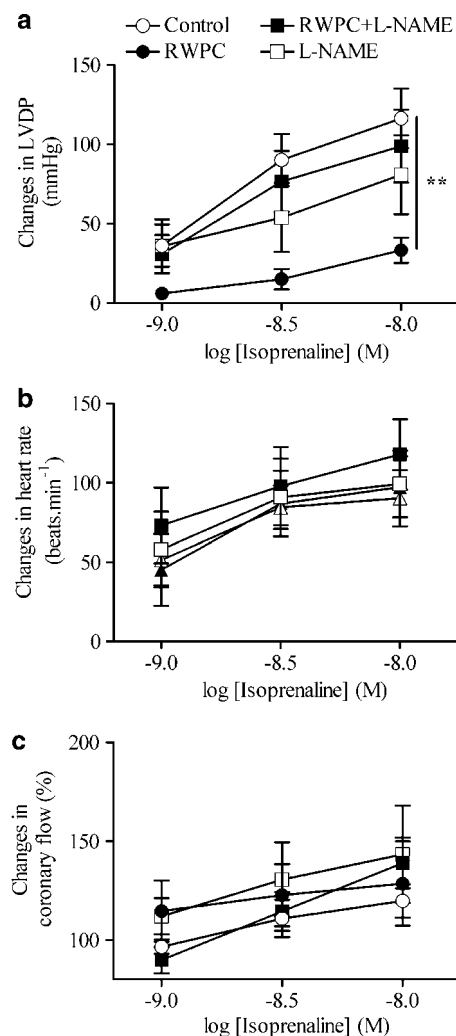 a
Control
RWPC+L-NAME
RWPC
L-NAME
Changes in LVDP
(mmHg)
150
100
50
0
**
-9.0 -8.5 -8.0
log [Isoprenaline] (M)
b
Changes in heart rate
(beats.min⁻¹)
150
100
50
0
-9.0 -8.5 -8.0
log [Isoprenaline] (M)
c
Changes in
coronary flow (%)
200
150
100
-9.0 -8.5 -8.0
log [Isoprenaline] (M)